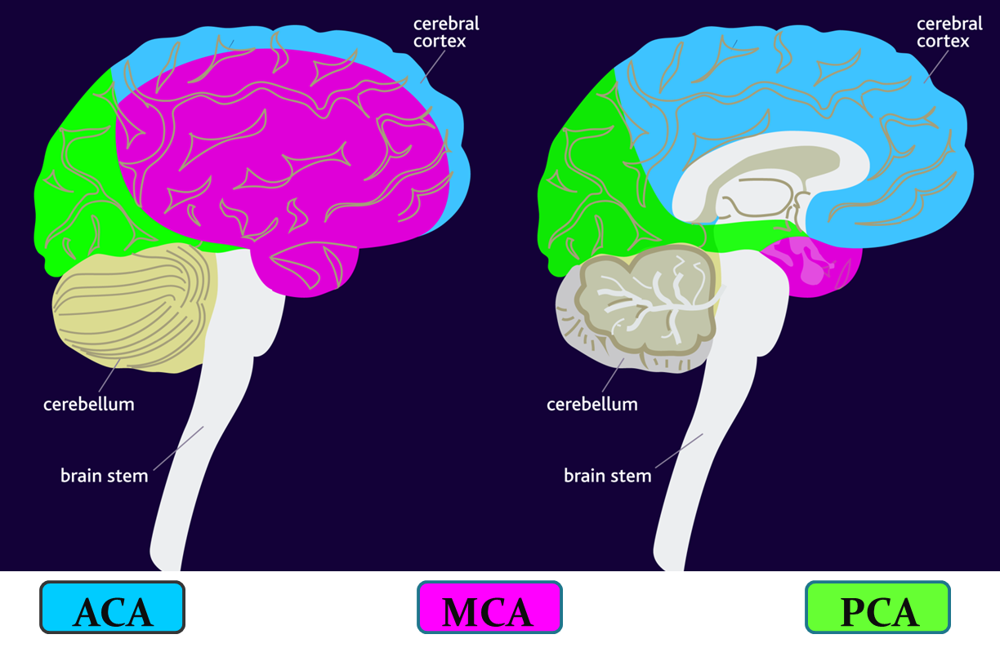 cerebral
cortex
cerebellum
brain stem
cerebral
cortex
cerebellum
brain stem
ACA
MCA
PCA